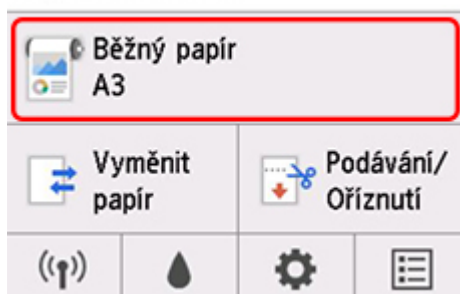 Běžný papír
A3
Vyměnit
papír
Podávání/
Oříznutí